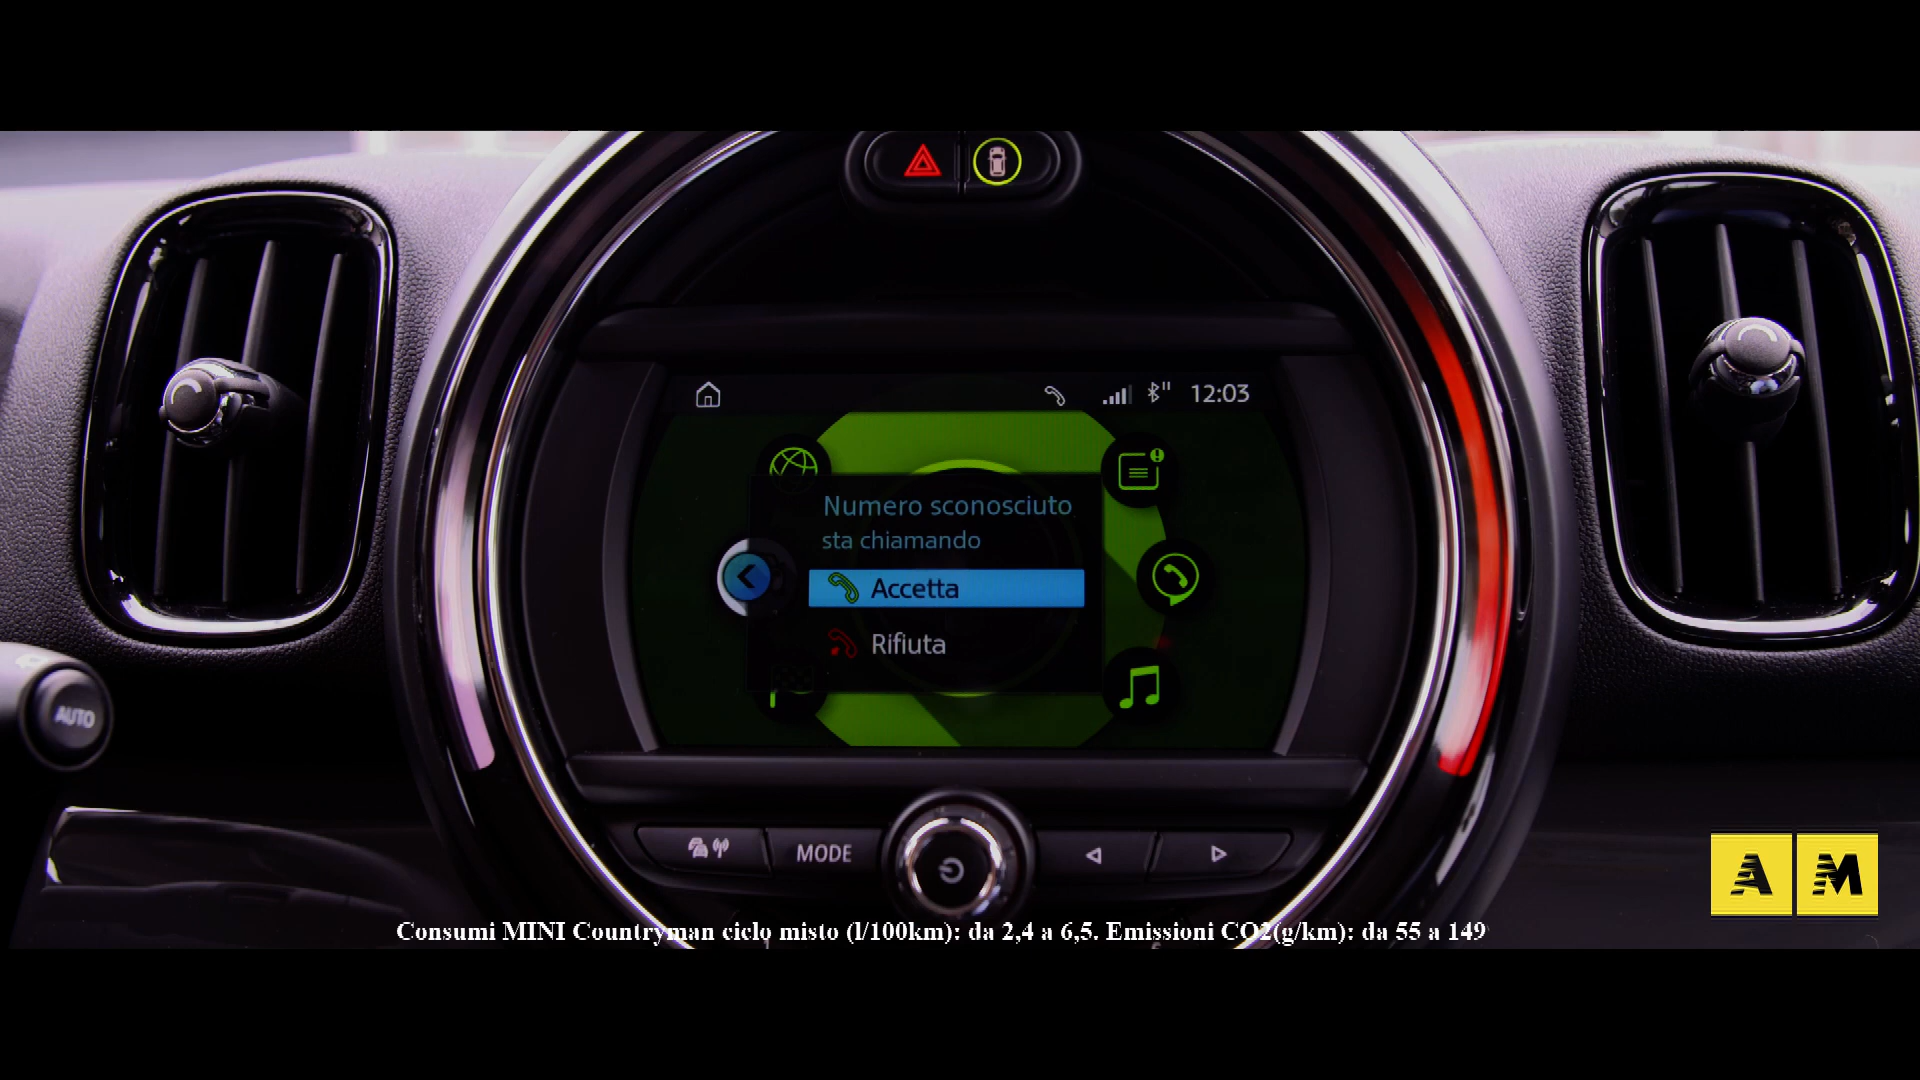 12:03
Numero sconosciuto
sta chiamando
Accetta
Rifiuta
AUTO
MODE
AM
Consumi MINI Countryman ciclo misto (l/100km): da 2,4 a 6,5. Emissioni CO2(g/km): da 55 a 149